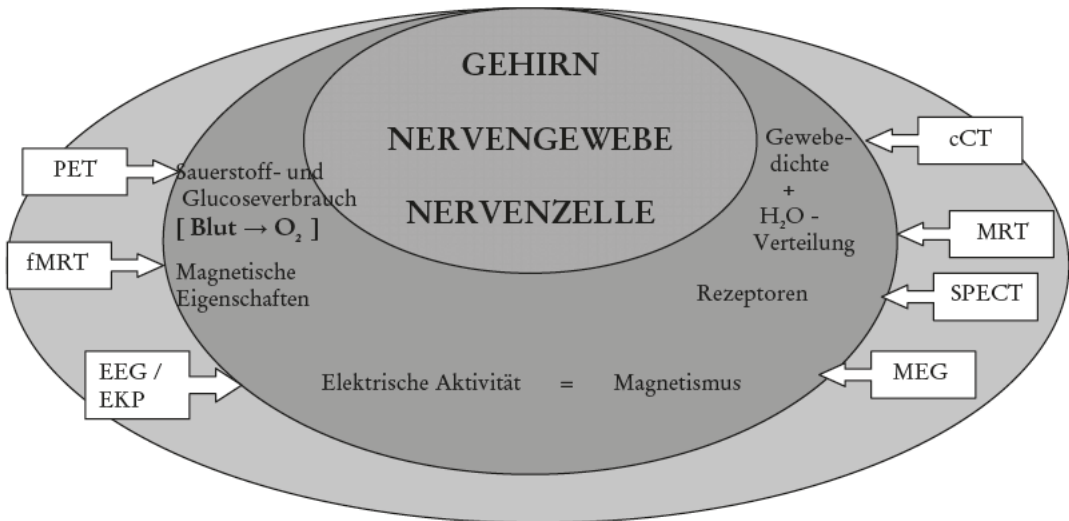 GEHIRN
NERVENGEWEBE
NERVENZELLE
PET
Sauerstoff- und
Glucoseverbrauch
[ Blut → O₂ ]
fMRT
Magnetische
Eigenschaften
EEG /
EKP
Elektrische Aktivität = Magnetismus
Gewebe-
dichte
+
H₂O -
Verteilung
Rezeptoren
cCT
MRT
SPECT
MEG